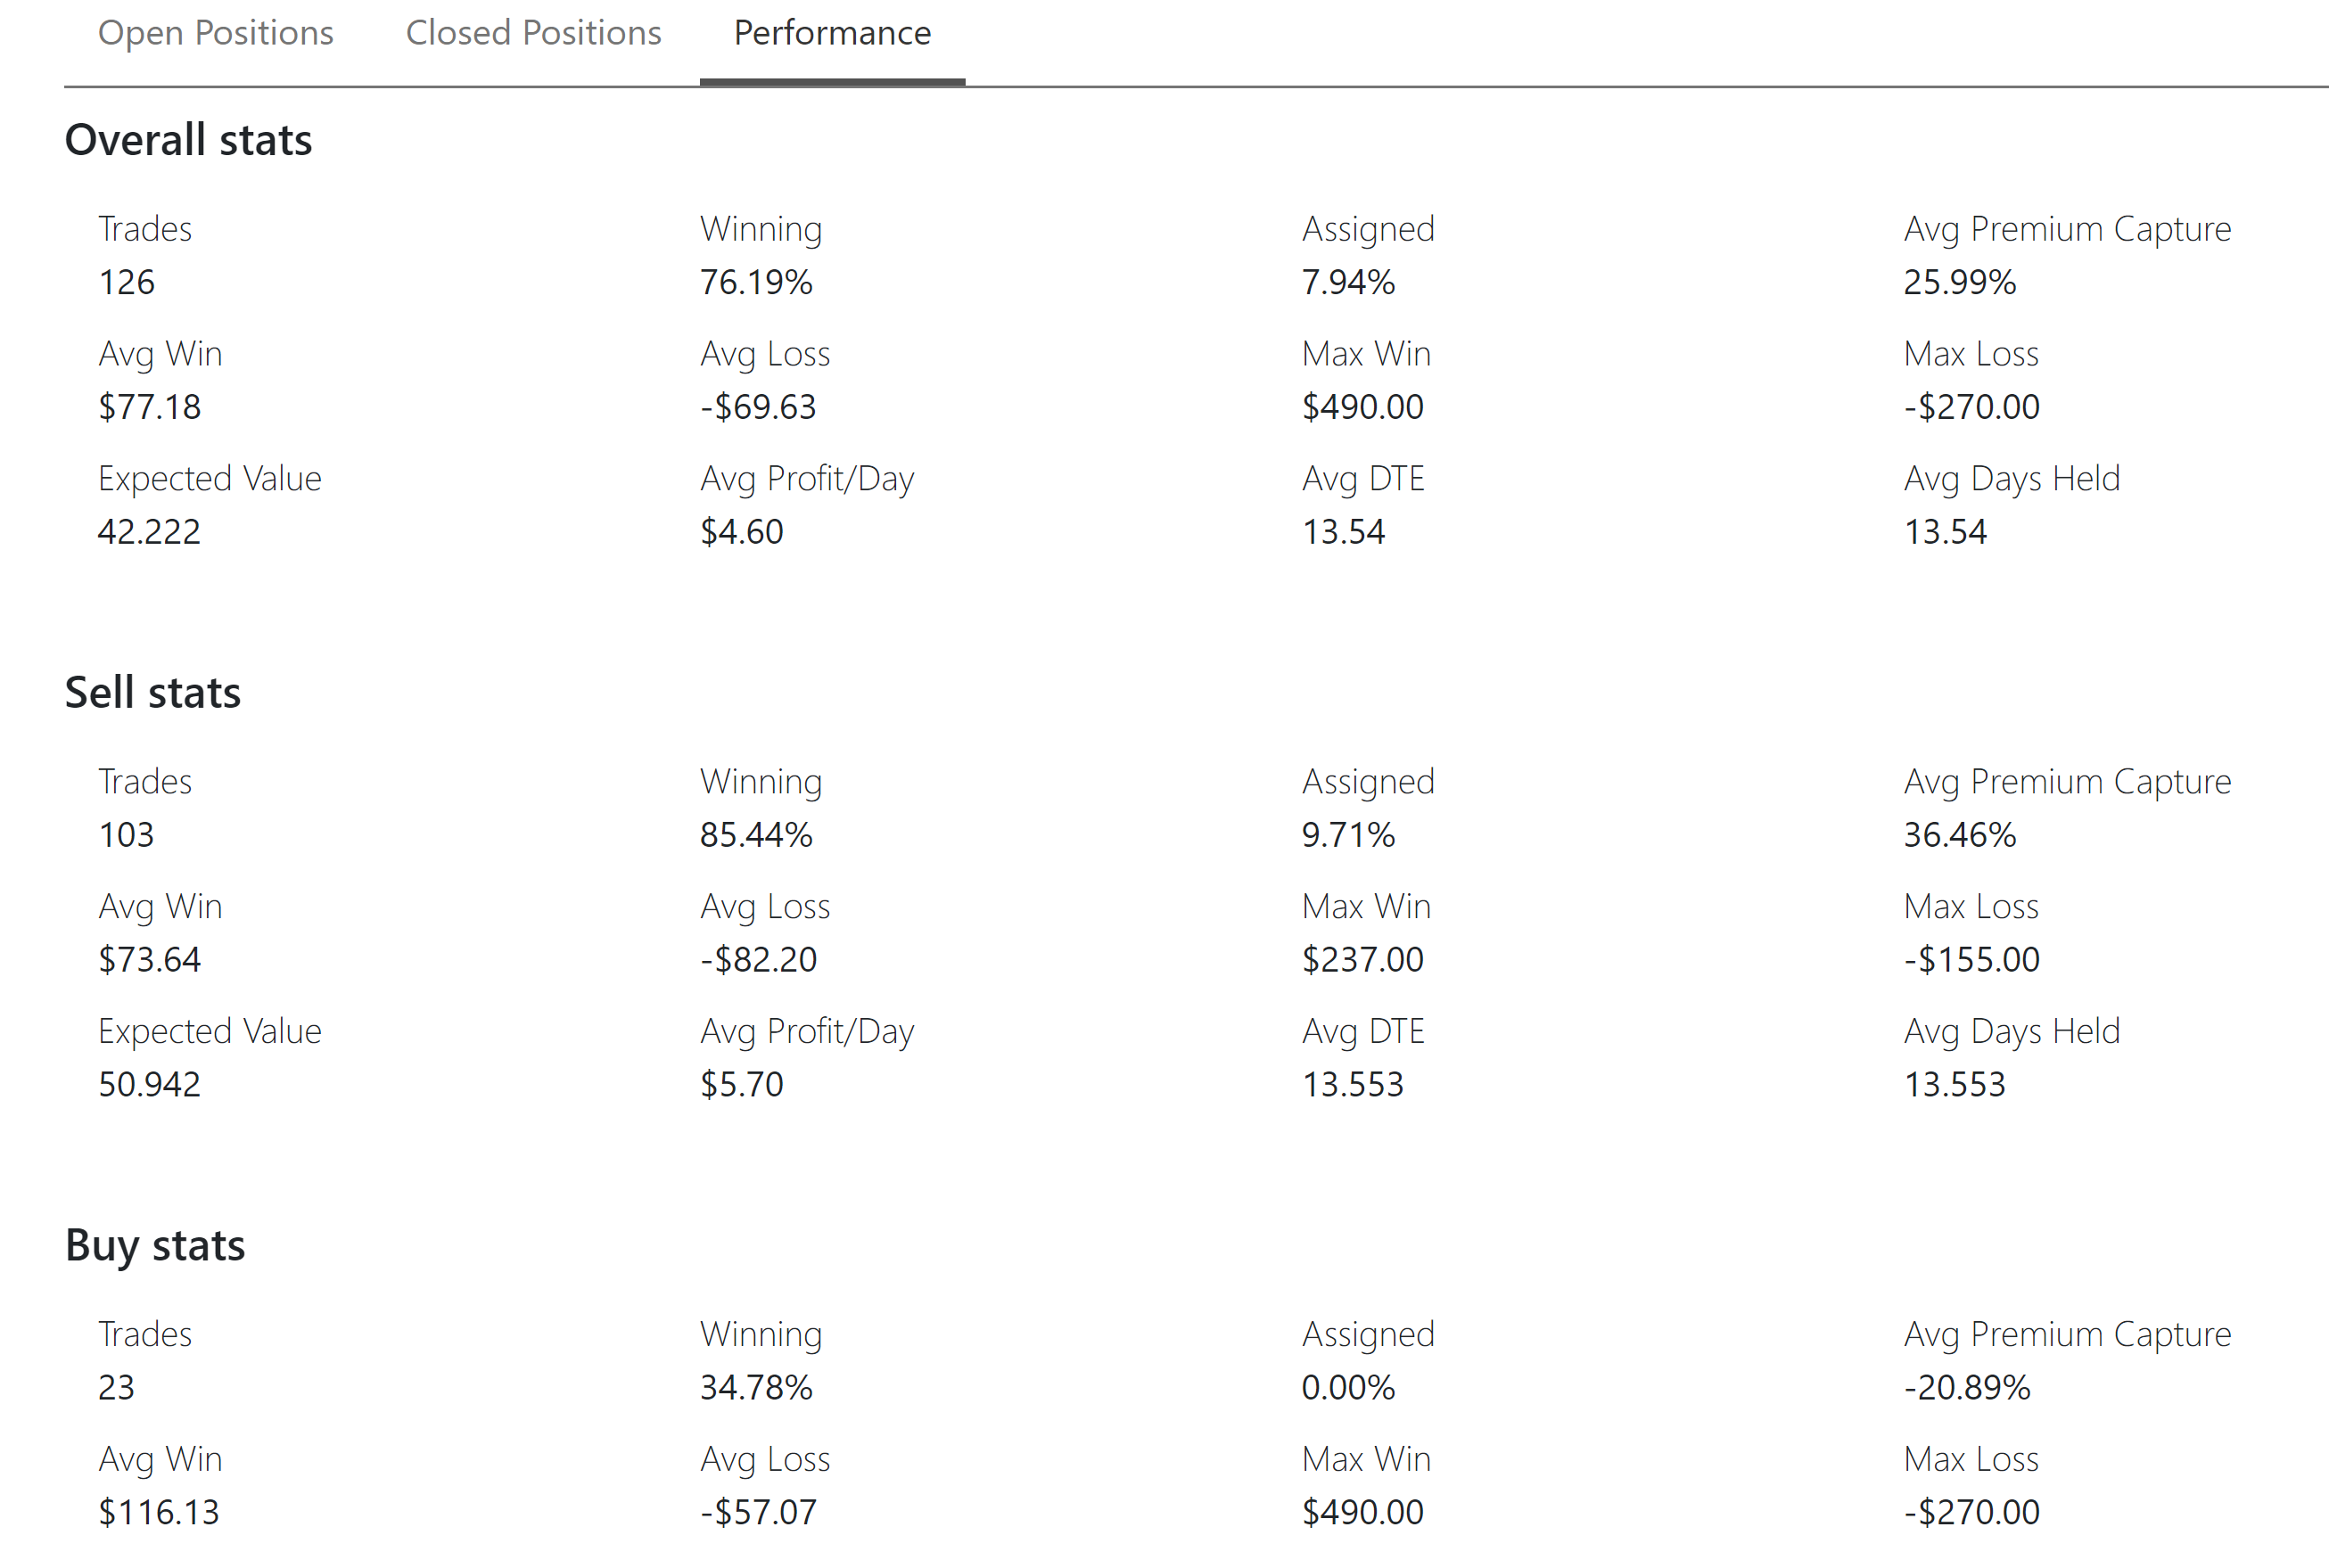 Open Positions Closed Positions Performance
Overall stats
Trades Winning Assigned Avg Premium Capture
126 76.19% 7.94% 25.99%
Avg Win Avg Loss Max Win Max Loss
$77.18 -$69.63 $490.00 -$270.00
Expected Value Avg Profit/Day Avg DTE Avg Days Held
42.222 $4.60 13.54 13.54
Sell stats
Trades Winning Assigned Avg Premium Capture
103 85.44% 9.71% 36.46%
Avg Win Avg Loss Max Win Max Loss
$73.64 -$82.20 $237.00 -$155.00
Expected Value Avg Profit/Day Avg DTE Avg Days Held
50.942 $5.70 13.553 13.553
Buy stats
Trades Winning Assigned Avg Premium Capture
23 34.78% 0.00% -20.89%
Avg Win Avg Loss Max Win Max Loss
$116.13 -$57.07 $490.00 -$270.00